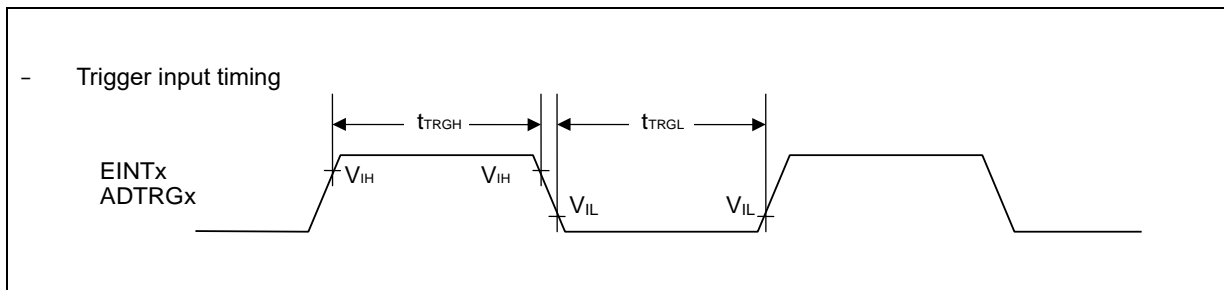 – Trigger input timing
tTRGH tTRGL
EINTx
ADTRGx
VIH VIH
VIL VIL